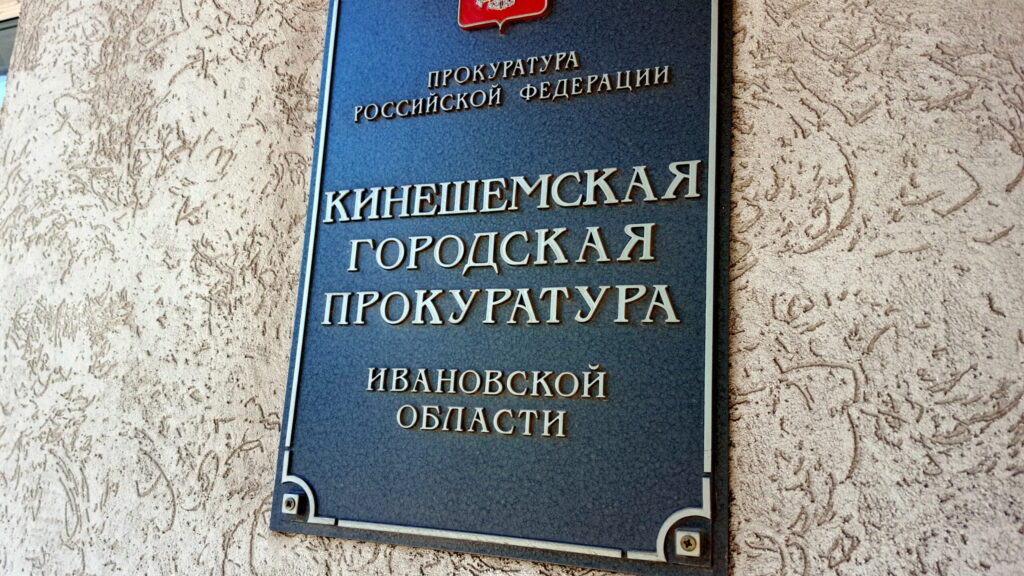 ПРОКУРАТУРА
РОССИЙСКОЙ ФЕДЕРАЦИИ
КИНЕШЕМСКАЯ
ГОРОДСКАЯ
ПРОКУРАТУРА
ИВАНОВСКОЙ
ОБЛАСТИ